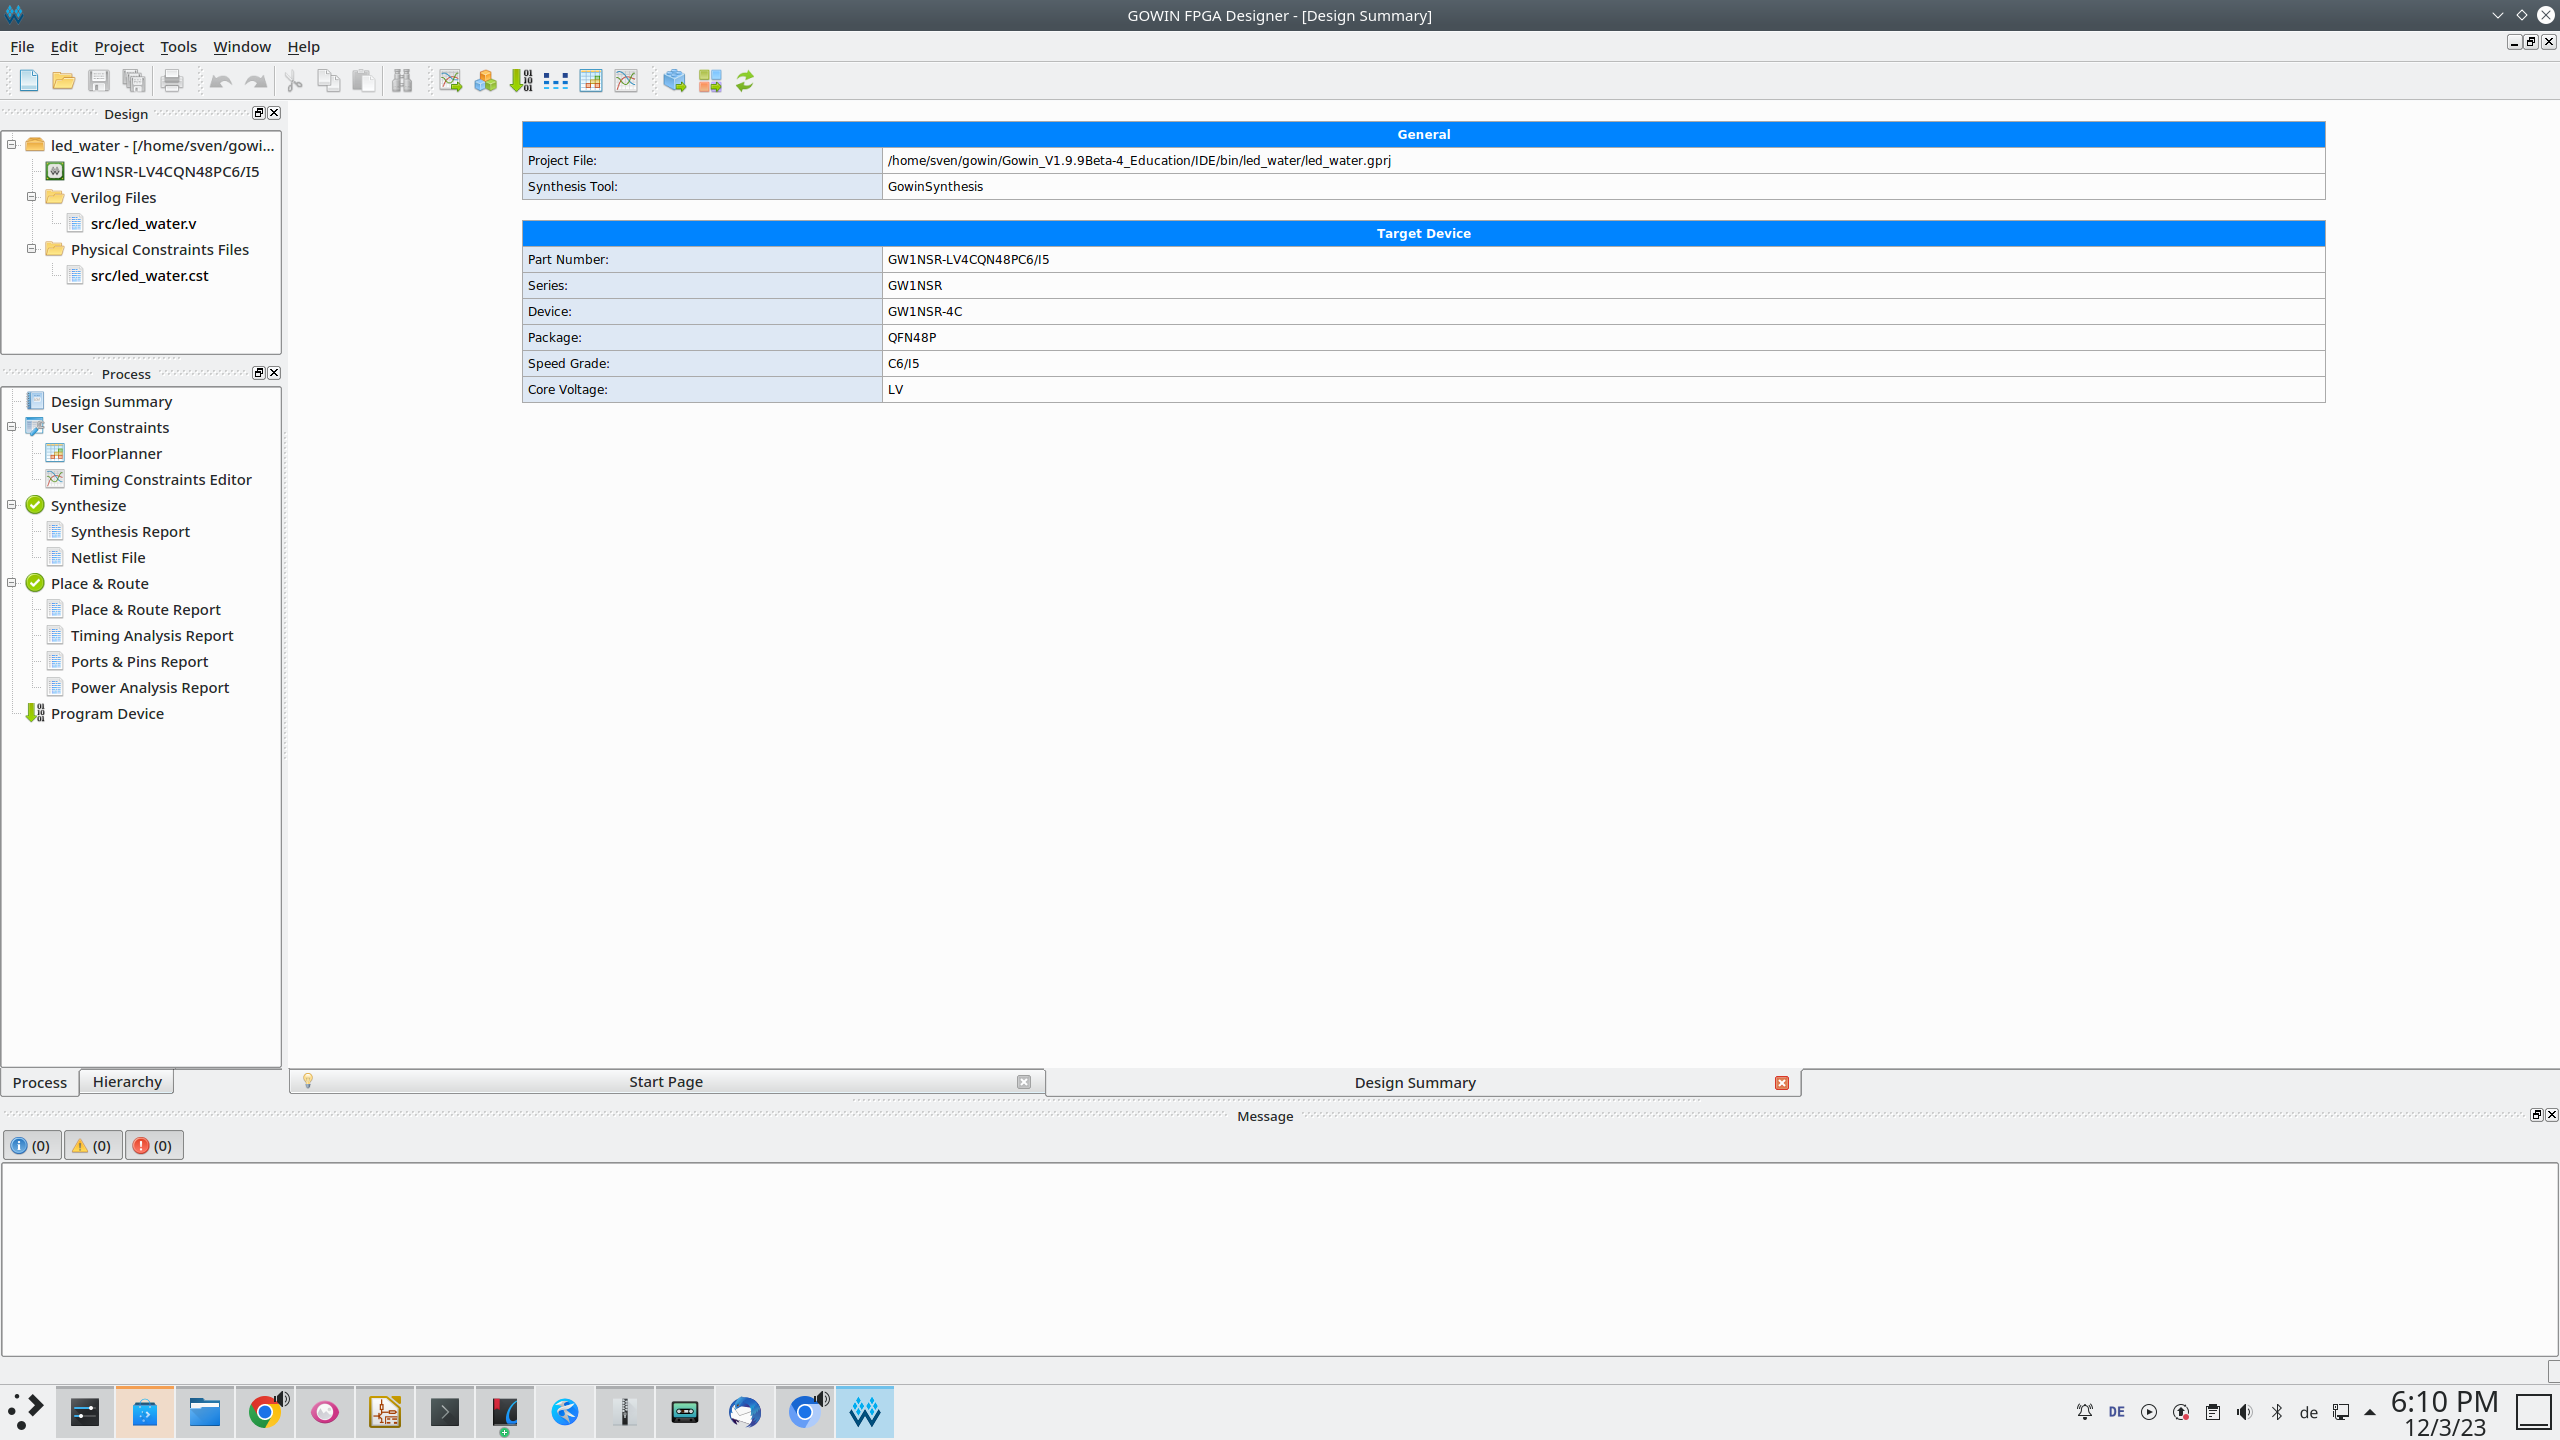 GOWIN FPGA Designer - [Design Summary]
File Edit Project Tools Window Help
Design
led_water - [/home/sven/gowi...
GW1NSR-LV4CQN48PC6/I5
Verilog Files
src/led_water.v
Physical Constraints Files
src/led_water.cst
Process
Design Summary
User Constraints
FloorPlanner
Timing Constraints Editor
Synthesize
Synthesis Report
Netlist File
Place & Route
Place & Route Report
Timing Analysis Report
Ports & Pins Report
Power Analysis Report
Program Device
Process Hierarchy
General
Project File: /home/sven/gowin/Gowin_V1.9.9Beta-4_Education/IDE/bin/led_water/led_water.gprj
Synthesis Tool: GowinSynthesis
Target Device
Part Number: GW1NSR-LV4CQN48PC6/I5
Series: GW1NSR
Device: GW1NSR-4C
Package: QFN48P
Speed Grade: C6/I5
Core Voltage: LV
Start Page Design Summary
Message
(0) (0) (0)
DE de 6:10 PM
12/3/23